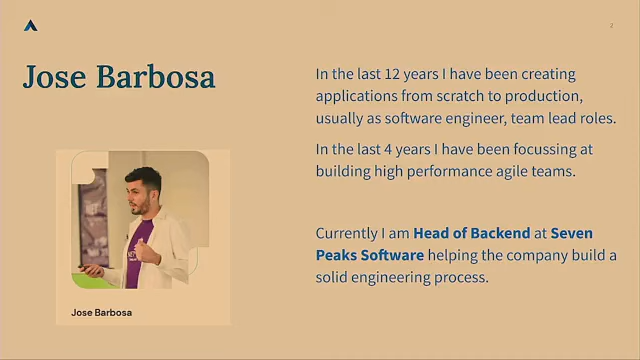 2
Jose Barbosa
In the last 12 years I have been creating
applications from scratch to production,
usually as software engineer, team lead roles.
In the last 4 years I have been focussing at
building high performance agile teams.
Currently I am Head of Backend at Seven
Peaks Software helping the company build a
solid engineering process.
Jose Barbosa